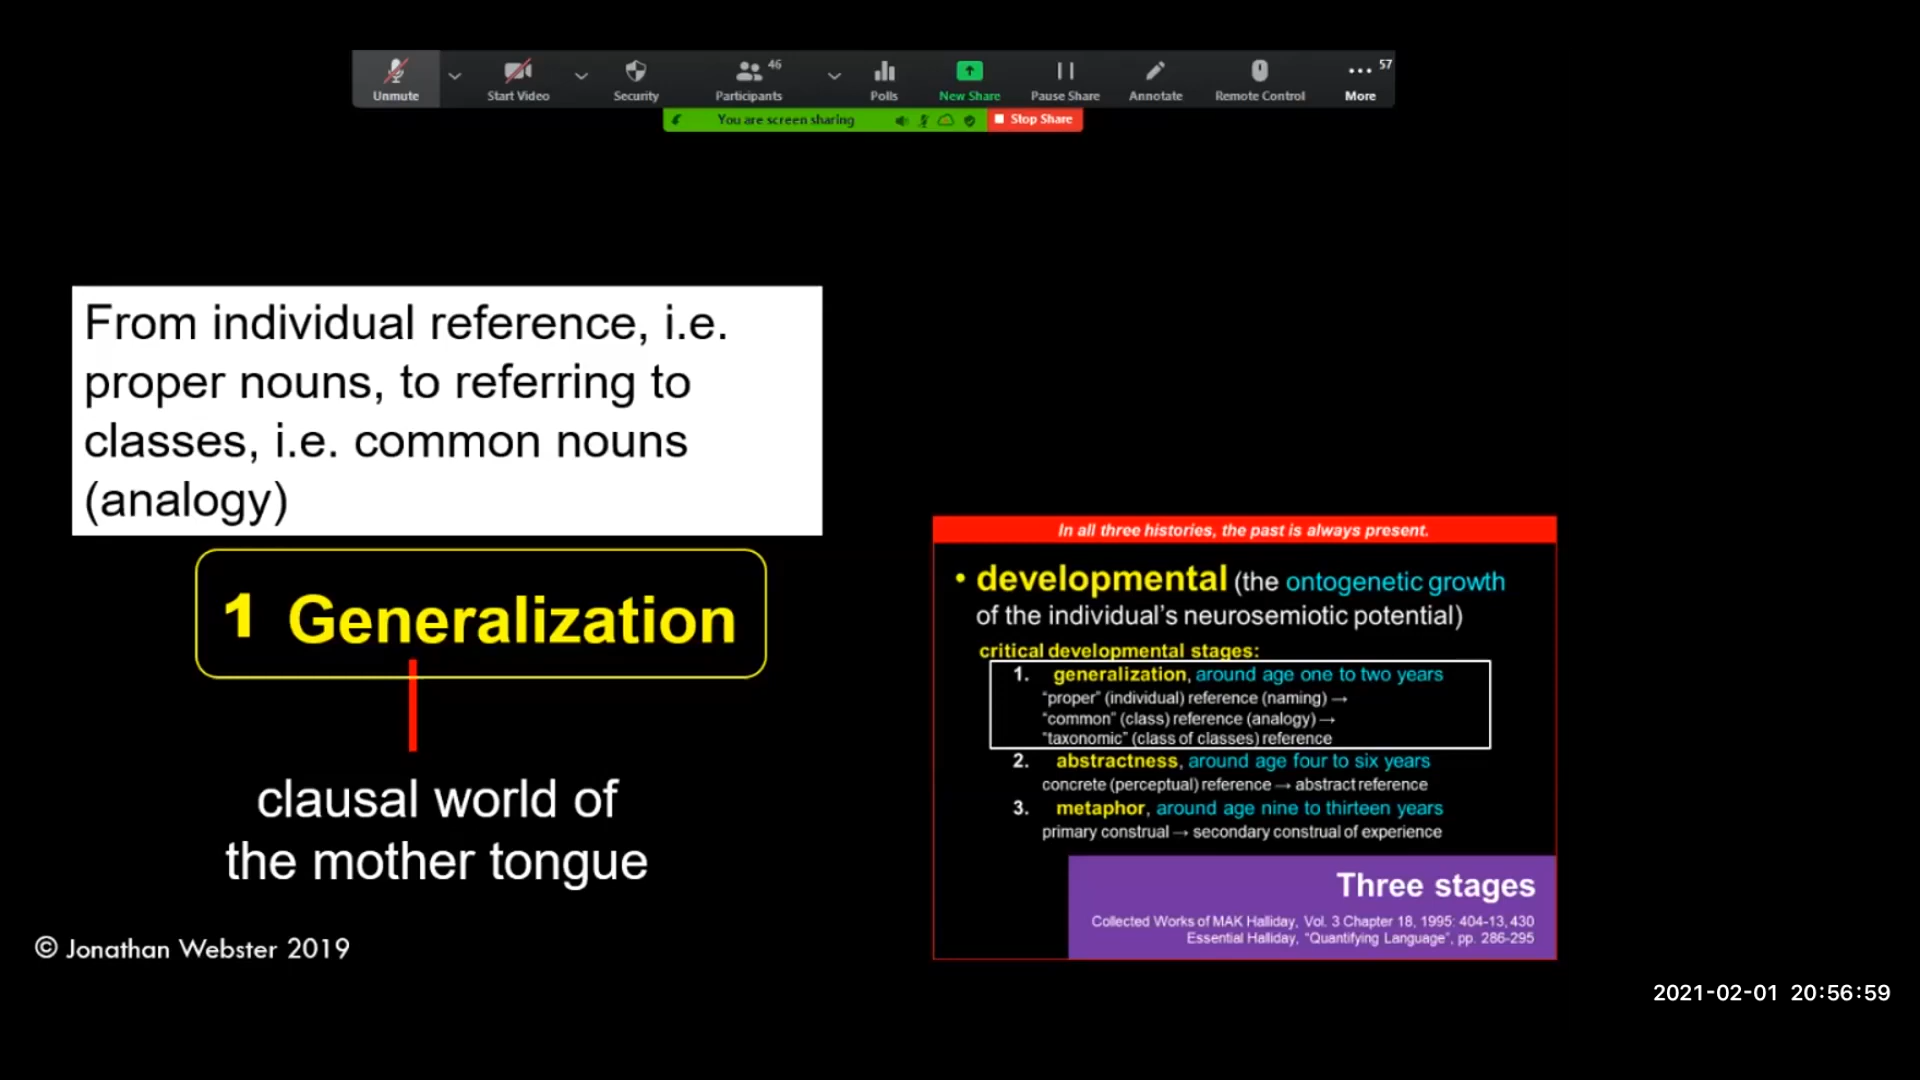 Unmute
Start Video
Security
Participants
46
Polls
New Share
Pause Share
Annotate
Remote Control
More
57
You are screen sharing
Stop Share
From individual reference, i.e.
proper nouns, to referring to
classes, i.e. common nouns
(analogy)
1 Generalization
clausal world of
the mother tongue
© Jonathan Webster 2019
In all three histories, the past is always present.
• developmental (the ontogenetic growth
of the individual's neurosemiotic potential)
critical developmental stages:
1. generalization, around age one to two years
"proper" (individual) reference (naming) →
"common" (class) reference (analogy) →
"taxonomic" (class of classes) reference
2. abstractness, around age four to six years
concrete (perceptual) reference → abstract reference
3. metaphor, around age nine to thirteen years
primary construal → secondary construal of experience
Three stages
Collected Works of MAK Halliday, Vol. 3 Chapter 18, 1995: 404-13, 430
Essential Halliday, "Quantifying Language", pp. 286-295
2021-02-01 20:56:59